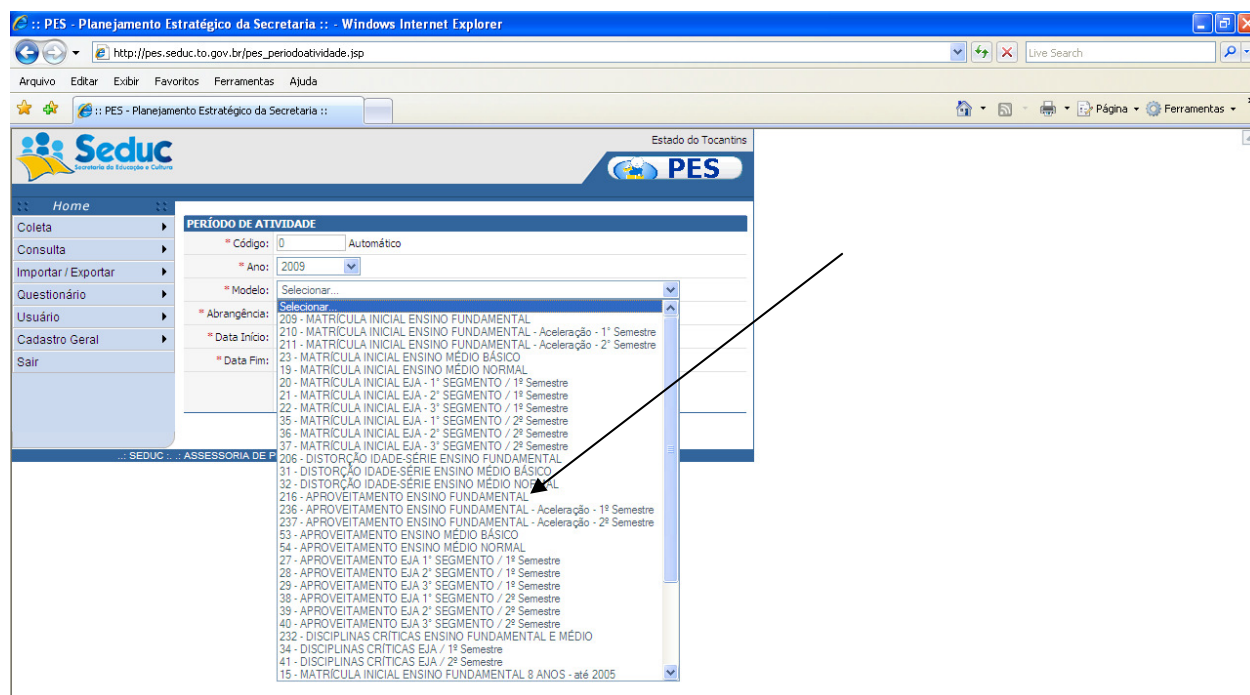 :: PES - Planejamento Estratégico da Secretaria :: - Windows Internet Explorer
http://pes.seduc.to.gov.br/pes_periodoatividade.jsp
Live Search
Arquivo Editar Exibir Favoritos Ferramentas Ajuda
:: PES - Planejamento Estratégico da Secretaria ::
Página Ferramentas
Seduc
Secretaria da Educação e Cultura
Estado do Tocantins
PES
:: Home ::
Coleta
Consulta
Importar / Exportar
Questionário
Usuário
Cadastro Geral
Sair
PERÍODO DE ATIVIDADE
* Código: 0 Automático
* Ano: 2009
* Modelo: Selecionar...
* Abrangência:
* Data Início:
* Data Fim:
Selecionar...
209 - MATRÍCULA INICIAL ENSINO FUNDAMENTAL
210 - MATRÍCULA INICIAL ENSINO FUNDAMENTAL - Aceleração - 1° Semestre
211 - MATRÍCULA INICIAL ENSINO FUNDAMENTAL - Aceleração - 2° Semestre
23 - MATRÍCULA INICIAL ENSINO MÉDIO BÁSICO
19 - MATRÍCULA INICIAL ENSINO MÉDIO NORMAL
20 - MATRÍCULA INICIAL EJA - 1° SEGMENTO / 1º Semestre
21 - MATRÍCULA INICIAL EJA - 2° SEGMENTO / 1º Semestre
22 - MATRÍCULA INICIAL EJA - 3° SEGMENTO / 1º Semestre
35 - MATRÍCULA INICIAL EJA - 1° SEGMENTO / 2º Semestre
36 - MATRÍCULA INICIAL EJA - 2° SEGMENTO / 2º Semestre
37 - MATRÍCULA INICIAL EJA - 3° SEGMENTO / 2º Semestre
206 - DISTORÇÃO IDADE-SÉRIE ENSINO FUNDAMENTAL
31 - DISTORÇÃO IDADE-SÉRIE ENSINO MÉDIO BÁSICO
32 - DISTORÇÃO IDADE-SÉRIE ENSINO MÉDIO NORMAL
216 - APROVEITAMENTO ENSINO FUNDAMENTAL
236 - APROVEITAMENTO ENSINO FUNDAMENTAL - Aceleração - 1º Semestre
237 - APROVEITAMENTO ENSINO FUNDAMENTAL - Aceleração - 2º Semestre
53 - APROVEITAMENTO ENSINO MÉDIO BÁSICO
54 - APROVEITAMENTO ENSINO MÉDIO NORMAL
27 - APROVEITAMENTO EJA 1° SEGMENTO / 1º Semestre
28 - APROVEITAMENTO EJA 2° SEGMENTO / 1º Semestre
29 - APROVEITAMENTO EJA 3° SEGMENTO / 1º Semestre
38 - APROVEITAMENTO EJA 1° SEGMENTO / 2º Semestre
39 - APROVEITAMENTO EJA 2° SEGMENTO / 2º Semestre
40 - APROVEITAMENTO EJA 3° SEGMENTO / 2º Semestre
232 - DISCIPLINAS CRÍTICAS ENSINO FUNDAMENTAL E MÉDIO
34 - DISCIPLINAS CRÍTICAS EJA / 1º Semestre
41 - DISCIPLINAS CRÍTICAS EJA / 2º Semestre
15 - MATRÍCULA INICIAL ENSINO FUNDAMENTAL 8 ANOS - até 2005
..: SEDUC :. .: ASSESSORIA DE P